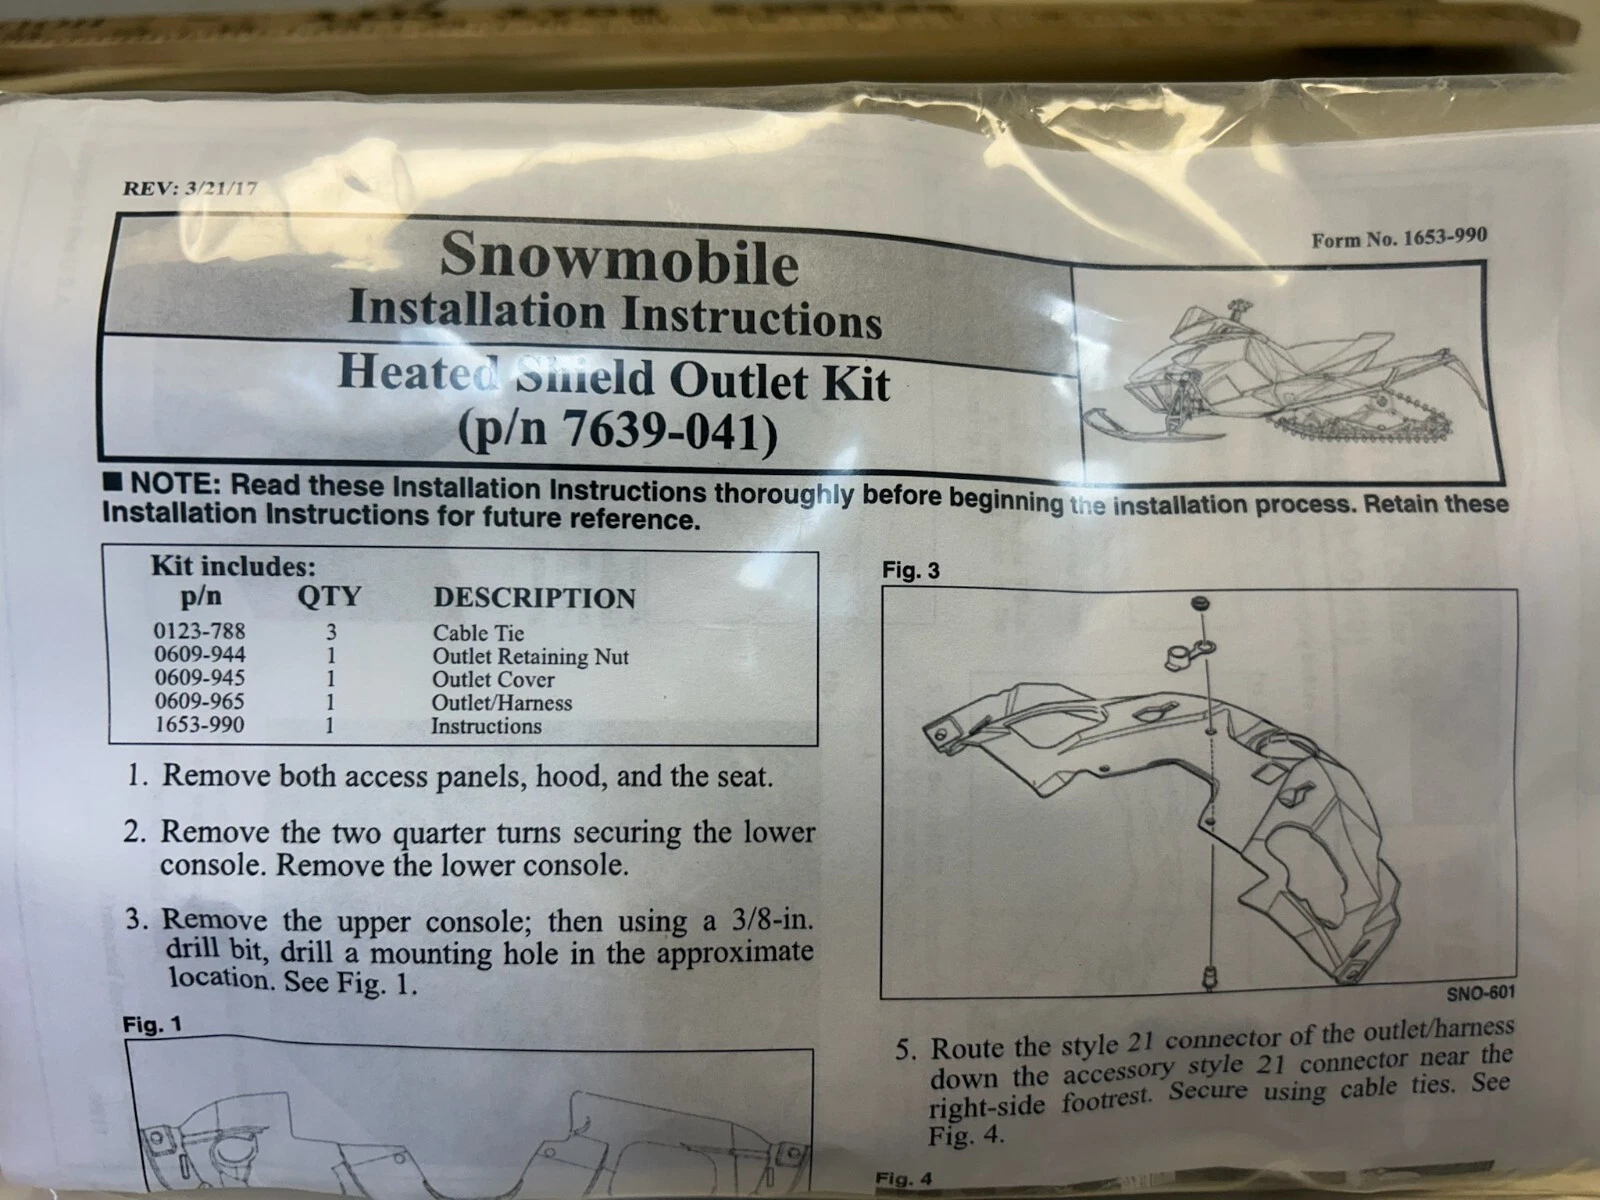 REV: 3/21/17
Form No. 1653-990
Snowmobile
Installation Instructions
Heated Shield Outlet Kit
(p/n 7639-041)
■ NOTE: Read these Installation Instructions thoroughly before beginning the installation process. Retain these
Installation Instructions for future reference.
Kit includes:
p/n QTY DESCRIPTION
0123-788 3 Cable Tie
0609-944 1 Outlet Retaining Nut
0609-945 1 Outlet Cover
0609-965 1 Outlet/Harness
1653-990 1 Instructions
1. Remove both access panels, hood, and the seat.
2. Remove the two quarter turns securing the lower
console. Remove the lower console.
3. Remove the upper console; then using a 3/8-in.
drill bit, drill a mounting hole in the approximate
location. See Fig. 1.
Fig. 1
Fig. 3
SNO-601
5. Route the style 21 connector of the outlet/harness
down the accessory style 21 connector near the
right-side footrest. Secure using cable ties. See
Fig. 4.
Fig. 4